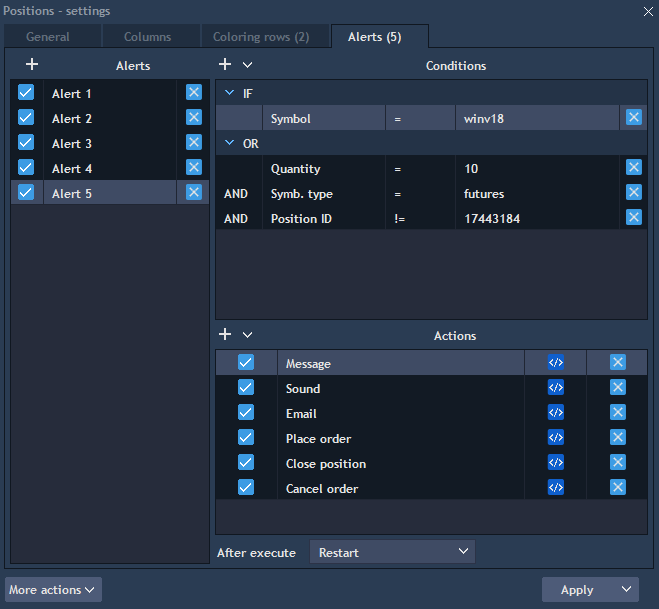 Positions - settings
General Columns Coloring rows (2) Alerts (5)
Alerts
Alert 1
Alert 2
Alert 3
Alert 4
Alert 5
Conditions
IF
Symbol = winv18
OR
Quantity = 10
AND Symb. type = futures
AND Position ID != 17443184
Actions
Message </>
Sound </>
Email </>
Place order </>
Close position </>
Cancel order </>
After execute Restart
More actions Apply